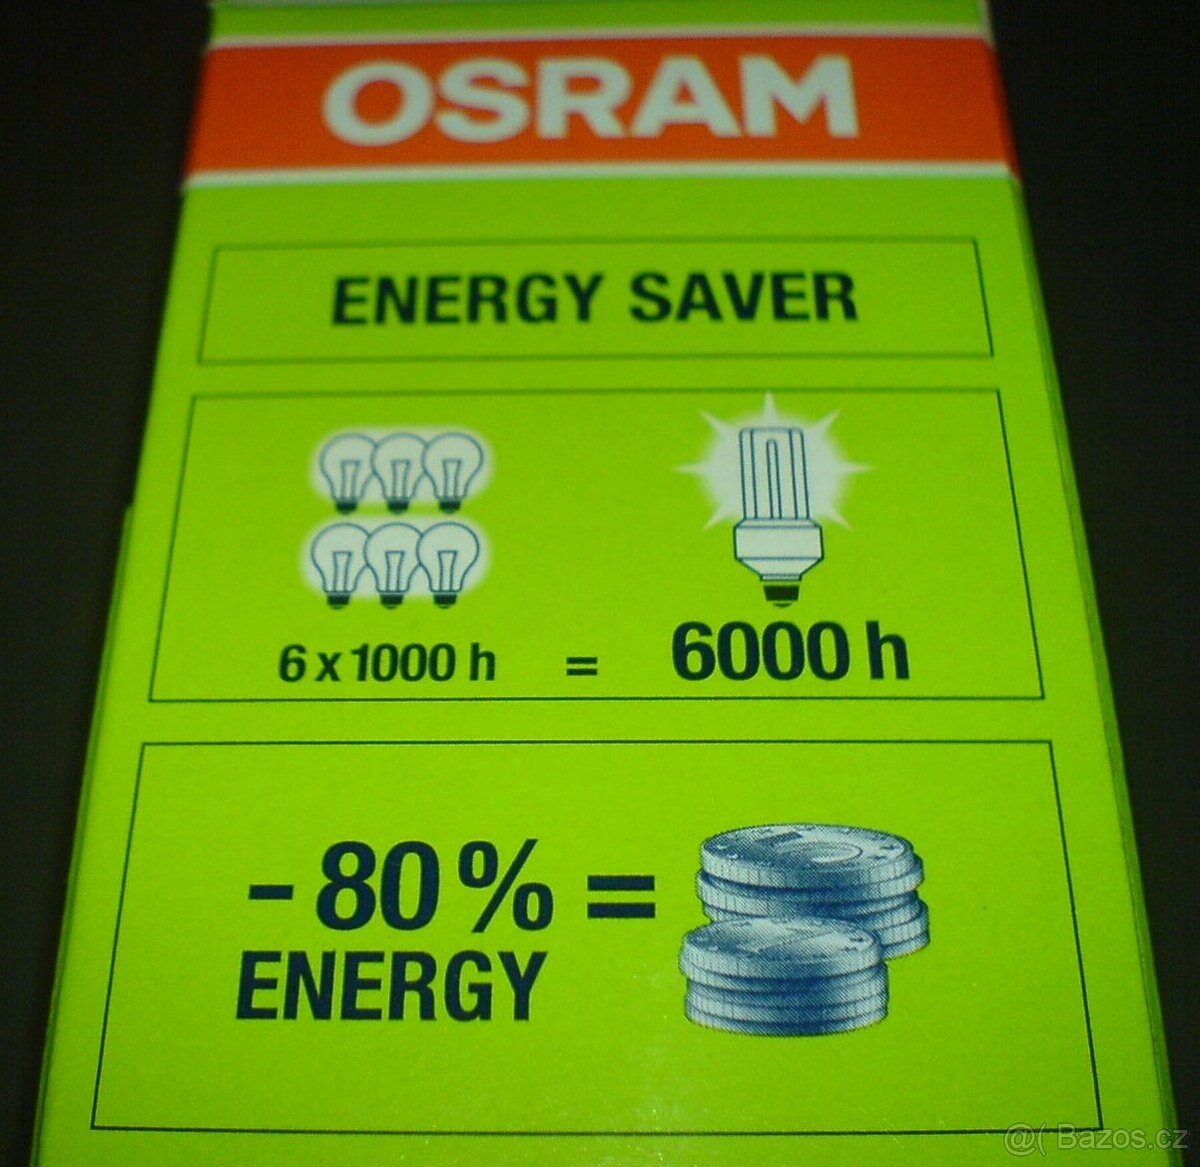 OSRAM
ENERGY SAVER
6 x 1000 h = 6000 h
- 80 % =
ENERGY
@( Bazos.cz